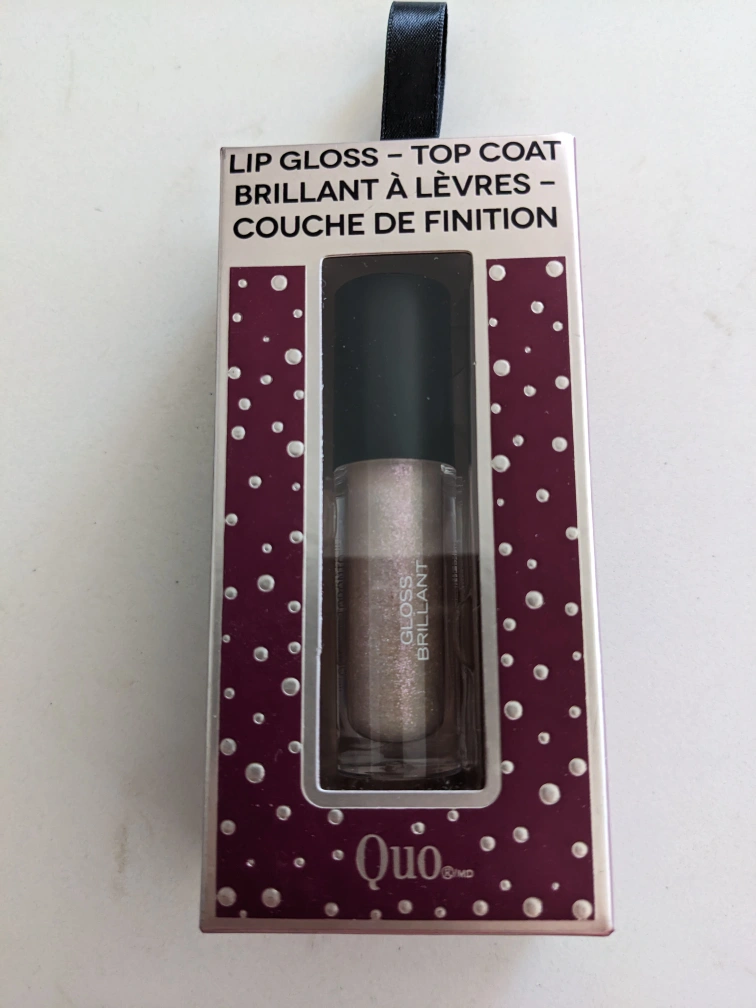 LIP GLOSS – TOP COAT
BRILLANT À LÈVRES –
COUCHE DE FINITION
GLOSS
BRILLANT
Quo®/MD